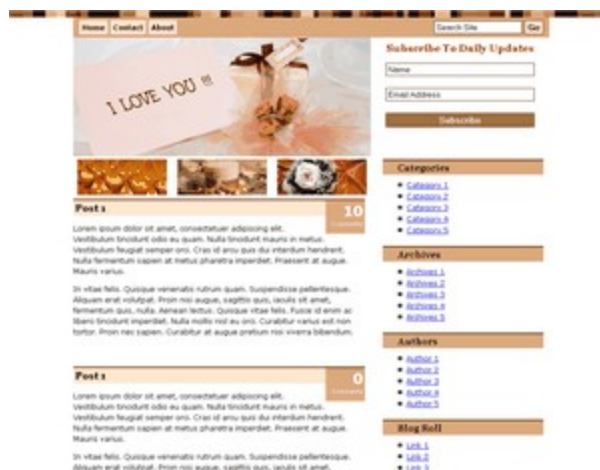 Home Contact About
Search Site Go
I LOVE YOU !!!
Subscribe To Daily Updates
Name
Email Address
Subscribe
Post 1
10
Comments
Lorem ipsum dolor sit amet, consectetuer adipiscing elit.
Vestibulum tincidunt odio eu quam. Nulla tincidunt mauris in metus.
Vestibulum feugiat semper orci. Cras id arcu quis dui interdum hendrerit.
Nulla fermentum sapien at metus pharetra imperdiet. Praesent at augue.
Mauris varius.
In vitae felis. Quisque venenatis rutrum quam. Suspendisse pellentesque.
Aliquam erat volutpat. Proin nisi augue, sagittis quis, iaculis sit amet,
fermentum quis, nulla. Aenean lectus. Quisque vitae felis. Fusce id enim ac
libero tincidunt imperdiet. Nulla mollis nisl eu orci. Curabitur varius est non
tortor. Proin nec sapien. Curabitur at augue pretium nisi viverra bibendum.
Post 1
0
Comments
Lorem ipsum dolor sit amet, consectetuer adipiscing elit.
Vestibulum tincidunt odio eu quam. Nulla tincidunt mauris in metus.
Vestibulum feugiat semper orci. Cras id arcu quis dui interdum hendrerit.
Nulla fermentum sapien at metus pharetra imperdiet. Praesent at augue.
Mauris varius.
In vitae felis. Quisque venenatis rutrum quam. Suspendisse pellentesque.
Aliquam erat volutpat. Proin nisi augue, sagittis quis, iaculis sit amet,
Categories
Category 1
Category 2
Category 3
Category 4
Category 5
Archives
Archives 1
Archives 2
Archives 3
Archives 4
Archives 5
Authors
Author 1
Author 2
Author 3
Author 4
Author 5
Blog Roll
Link 1
Link 2
Link 3